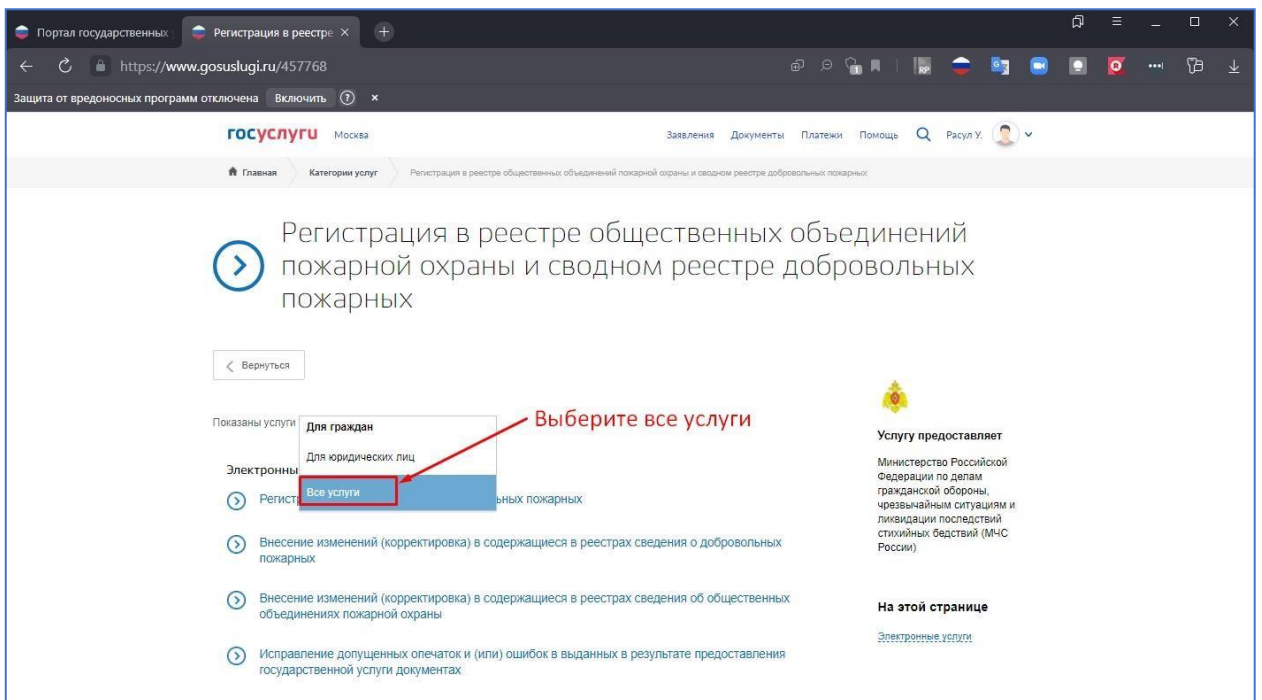 Портал государственных
Регистрация в реестре
https://www.gosuslugi.ru/457768
Защита от вредоносных программ отключена Включить
госуслуги Москва Заявления Документы Платежи Помощь Расул У.
Главная Категории услуг Регистрация в реестре общественных объединений пожарной охраны и сводном реестре добровольных пожарных
Регистрация в реестре общественных объединений
пожарной охраны и сводном реестре добровольных
пожарных
Вернуться
Показаны услуги Для граждан
Для юридических лиц
Все услуги
Выберите все услуги
Электронны
Регистр ьных пожарных
Внесение изменений (корректировка) в содержащиеся в реестрах сведения о добровольных
пожарных
Внесение изменений (корректировка) в содержащиеся в реестрах сведения об общественных
объединениях пожарной охраны
Исправление допущенных опечаток и (или) ошибок в выданных в результате предоставления
государственной услуги документах
Услугу предоставляет
Министерство Российской
Федерации по делам
гражданской обороны,
чрезвычайным ситуациям и
ликвидации последствий
стихийных бедствий (МЧС
России)
На этой странице
Электронные услуги